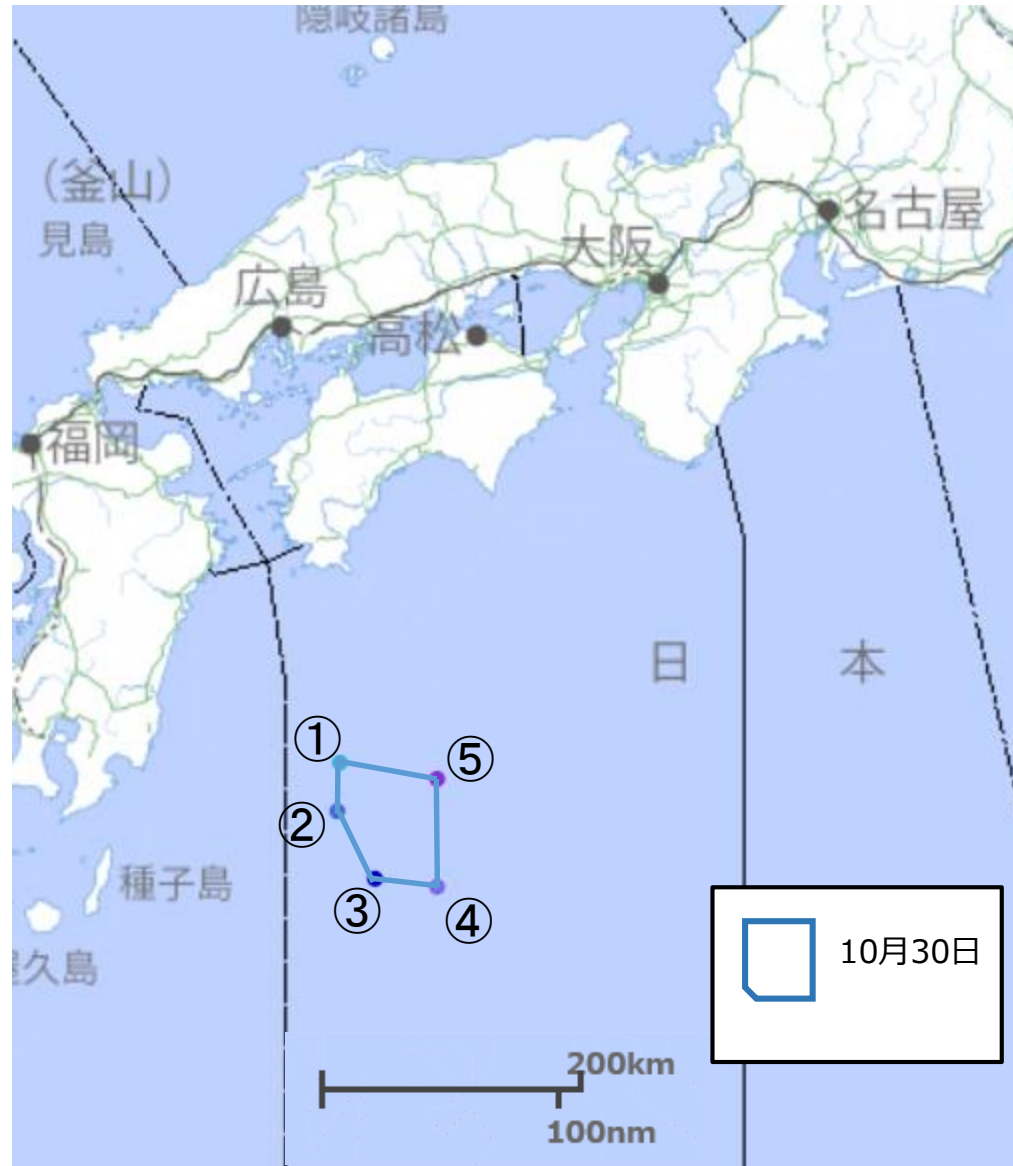 隠岐諸島
(釜山)
見島
名古屋
大阪
広島
高松
福岡
日 本
①
⑤
②
③
④
種子島
久島
10月30日
200km
100nm